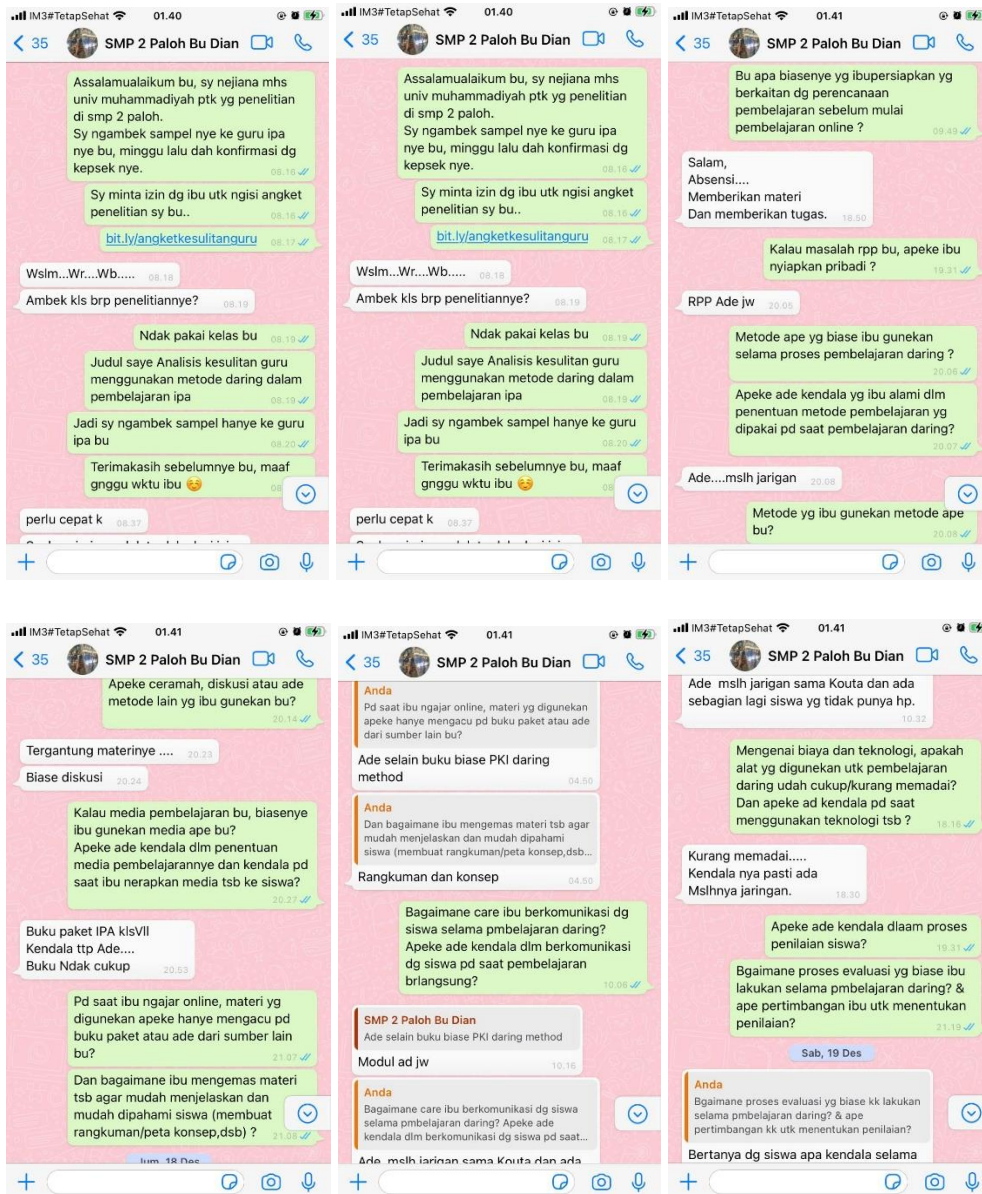 IM3#TetapSehat 01.40
35 SMP 2 Paloh Bu Dian
Assalamualaikum bu, sy nejiana mhs
univ muhammadiyah ptk yg penelitian
di smp 2 paloh.
Sy ngambek sampel nye ke guru ipa
nye bu, minggu lalu dah konfirmasi dg
kepsek nye.
08.16
Sy minta izin dg ibu utk ngisi angket
penelitian sy bu..
08.16
bit.ly/angketkesulitanguru 08.17
Wslm...Wr....Wb..... 08.18
Ambek kls brp penelitiannye? 08.19
Ndak pakai kelas bu 08.19
Judul saye Analisis kesulitan guru
menggunakan metode daring dalam
pembelajaran ipa
08.19
Jadi sy ngambek sampel hanye ke guru
ipa bu
08.20
Terimakasih sebelumnye bu, maaf
gnggu wktu ibu ☺️
08
perlu cepat k 08.37
IM3#TetapSehat 01.40
35 SMP 2 Paloh Bu Dian
Assalamualaikum bu, sy nejiana mhs
univ muhammadiyah ptk yg penelitian
di smp 2 paloh.
Sy ngambek sampel nye ke guru ipa
nye bu, minggu lalu dah konfirmasi dg
kepsek nye.
08.16
Sy minta izin dg ibu utk ngisi angket
penelitian sy bu..
08.16
bit.ly/angketkesulitanguru 08.17
Wslm...Wr....Wb..... 08.18
Ambek kls brp penelitiannye? 08.19
Ndak pakai kelas bu 08.19
Judul saye Analisis kesulitan guru
menggunakan metode daring dalam
pembelajaran ipa
08.19
Jadi sy ngambek sampel hanye ke guru
ipa bu
08.20
Terimakasih sebelumnye bu, maaf
gnggu wktu ibu ☺️
08
perlu cepat k 08.37
IM3#TetapSehat 01.41
35 SMP 2 Paloh Bu Dian
Bu apa biasenye yg ibupersiapkan yg
berkaitan dg perencanaan
pembelajaran sebelum mulai
pembelajaran online ?
09.49
Salam,
Absensi....
Memberikan materi
Dan memberikan tugas. 18.50
Kalau masalah rpp bu, apeke ibu
nyiapkan pribadi ?
19.31
RPP Ade jw 20.05
Metode ape yg biase ibu gunekan
selama proses pembelajaran daring ?
20.06
Apeke ade kendala yg ibu alami dlm
penentuan metode pembelajaran yg
dipakai pd saat pembelajaran daring?
20.07
Ade....mslh jarigan 20.08
Metode yg ibu gunekan metode ape
bu?
20.08
IM3#TetapSehat 01.41
35 SMP 2 Paloh Bu Dian
Apeke ceramah, diskusi atau ade
metode lain yg ibu gunekan bu?
20.14
Tergantung materinye .... 20.23
Biase diskusi 20.24
Kalau media pembelajaran bu, biasenye
ibu gunekan media ape bu?
Apeke ade kendala dlm penentuan
media pembelajarannye dan kendala pd
saat ibu nerapkan media tsb ke siswa?
20.27
Buku paket IPA klsVll
Kendala ttp Ade....
Buku Ndak cukup 20.53
Pd saat ibu ngajar online, materi yg
digunekan apeke hanye mengacu pd
buku paket atau ade dari sumber lain
bu?
21.07
Dan bagaimane ibu mengemas materi
tsb agar mudah menjelaskan dan
mudah dipahami siswa (membuat
rangkuman/peta konsep,dsb) ?
21.08
Jum, 18 Des
IM3#TetapSehat 01.41
35 SMP 2 Paloh Bu Dian
Anda
Pd saat ibu ngajar online, materi yg digunekan
apeke hanye mengacu pd buku paket atau ade
dari sumber lain bu?
Ade selain buku biase PKI daring
method 04.50
Anda
Dan bagaimane ibu mengemas materi tsb agar
mudah menjelaskan dan mudah dipahami
siswa (membuat rangkuman/peta konsep,dsb...
Rangkuman dan konsep 04.50
Bagaimane care ibu berkomunikasi dg
siswa selama pmbelajaran daring?
Apeke ade kendala dlm berkomunikasi
dg siswa pd saat pembelajaran
brlangsung?
10.06
SMP 2 Paloh Bu Dian
Ade selain buku biase PKI daring method
Modul ad jw 10.16
Anda
Bagaimane care ibu berkomunikasi dg siswa
selama pmbelajaran daring? Apeke ade
kendala dlm berkomunikasi dg siswa pd saat...
Ade mslh jarigan sama Kouta dan ada
IM3#TetapSehat 01.41
35 SMP 2 Paloh Bu Dian
Ade mslh jarigan sama Kouta dan ada
sebagian lagi siswa yg tidak punya hp.
10.32
Mengenai biaya dan teknologi, apakah
alat yg digunekan utk pembelajaran
daring udah cukup/kurang memadai?
Dan apeke ad kendala pd saat
menggunakan teknologi tsb ?
18.16
Kurang memadai.....
Kendala nya pasti ada
Mslhnya jaringan. 18.30
Apeke ade kendala dlaam proses
penilaian siswa?
19.31
Bgaimane proses evaluasi yg biase ibu
lakukan selama pmbelajaran daring? &
ape pertimbangan ibu utk menentukan
penilaian?
21.19
Sab, 19 Des
Anda
Bgaimane proses evaluasi yg biase kk lakukan
selama pmbelajaran daring? & ape
pertimbangan kk utk menentukan penilaian?
Bertanya dg siswa apa kendala selama